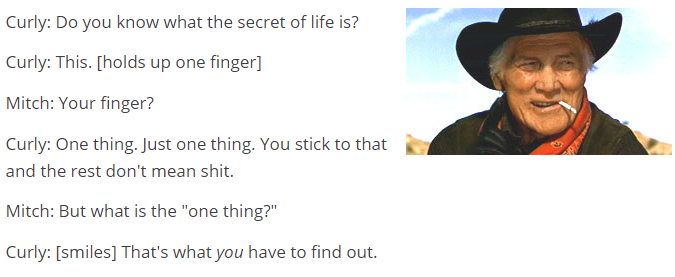 Curly: Do you know what the secret of life is?
Curly: This. [holds up one finger]
Mitch: Your finger?
Curly: One thing. Just one thing. You stick to that
and the rest don't mean shit.
Mitch: But what is the "one thing?"
Curly: [smiles] That's what you have to find out.